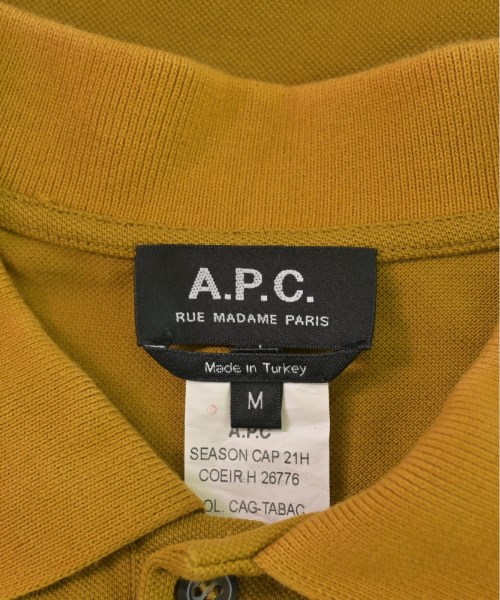 A.P.C.
RUE MADAME PARIS
Made in Turkey
M
A.P.C
SEASON CAP 21H
COEIR H 26776
OL. CAG-TABAC